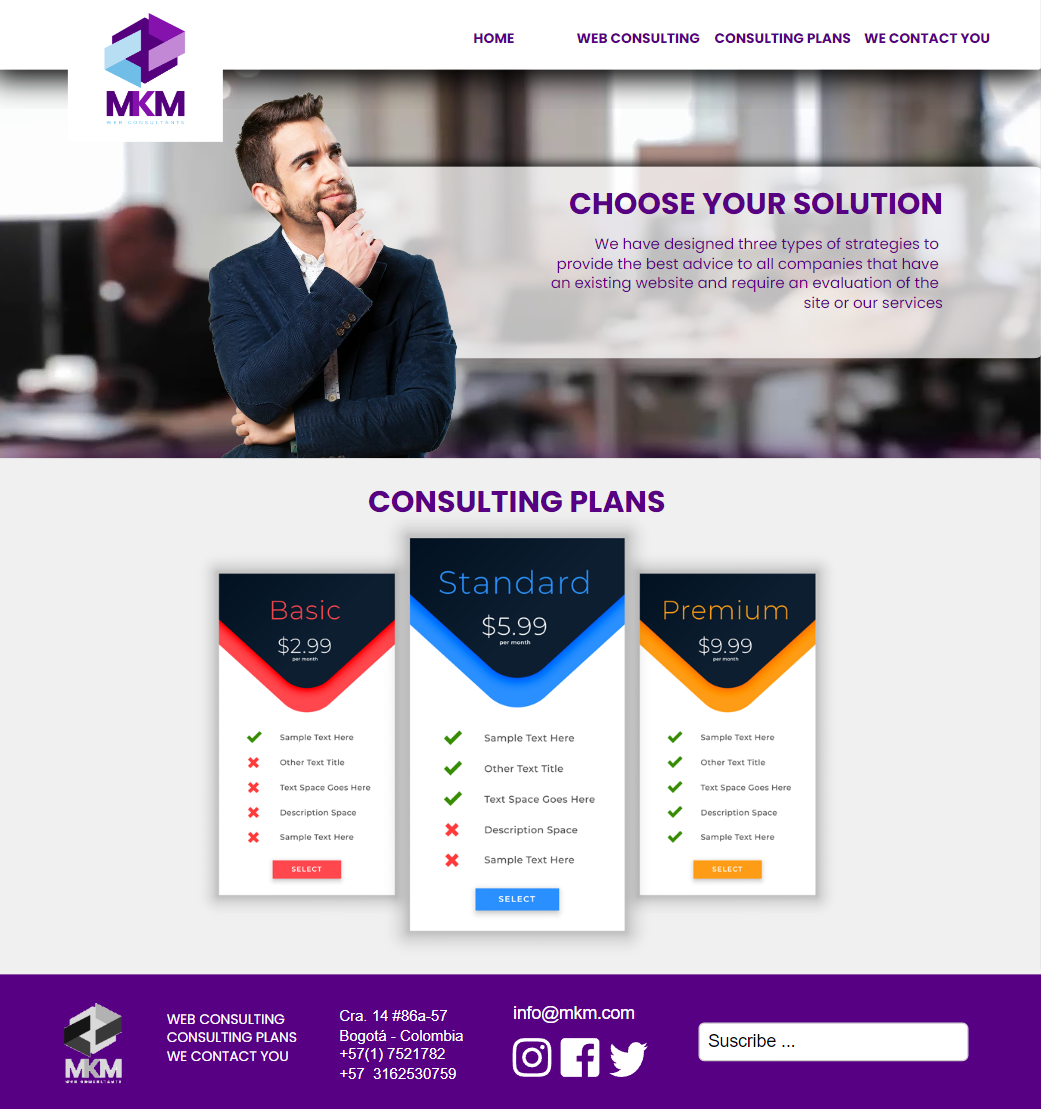 HOME WEB CONSULTING CONSULTING PLANS WE CONTACT YOU
MKM
WEB CONSULTANTS
CHOOSE YOUR SOLUTION
We have designed three types of strategies to
provide the best advice to all companies that have
an existing website and require an evaluation of the
site or our services
CONSULTING PLANS
Basic
$2.99
per month
Sample Text Here
Other Text Title
Text Space Goes Here
Description Space
Sample Text Here
SELECT
Standard
$5.99
per month
Sample Text Here
Other Text Title
Text Space Goes Here
Description Space
Sample Text Here
SELECT
Premium
$9.99
per month
Sample Text Here
Other Text Title
Text Space Goes Here
Description Space
Sample Text Here
SELECT
MKM
WEB CONSULTANTS
WEB CONSULTING
CONSULTING PLANS
WE CONTACT YOU
Cra. 14 #86a-57
Bogotá - Colombia
+57(1) 7521782
+57 3162530759
info@mkm.com
Suscribe ...